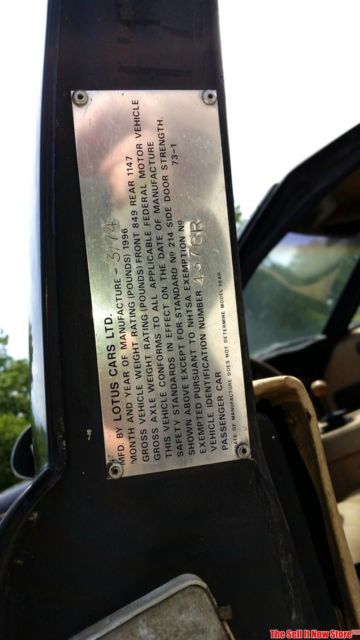 MFD. BY LOTUS CARS LTD.
MONTH AND YEAR OF MANUFACTURE - 3/74
GROSS VEHICLE WEIGHT RATING (POUNDS) 1996
GROSS AXLE WEIGHT RATING (POUNDS) FRONT 849 REAR 1147
THIS VEHICLE CONFORMS TO ALL APPLICABLE FEDERAL MOTOR VEHICLE
SAFETY STANDARDS IN EFFECT ON THE DATE OF MANUFACTURE
SHOWN ABOVE EXCEPT FOR STANDARD Nº 214 SIDE DOOR STRENGTH.
EXEMPTED PURSUANT TO NHTSA EXEMPTION Nº 73-1
VEHICLE IDENTIFICATION NUMBER 4378R
PASSENGER CAR
DATE OF MANUFACTURE DOES NOT DETERMINE MODEL YEAR.
The Sell It Now Store